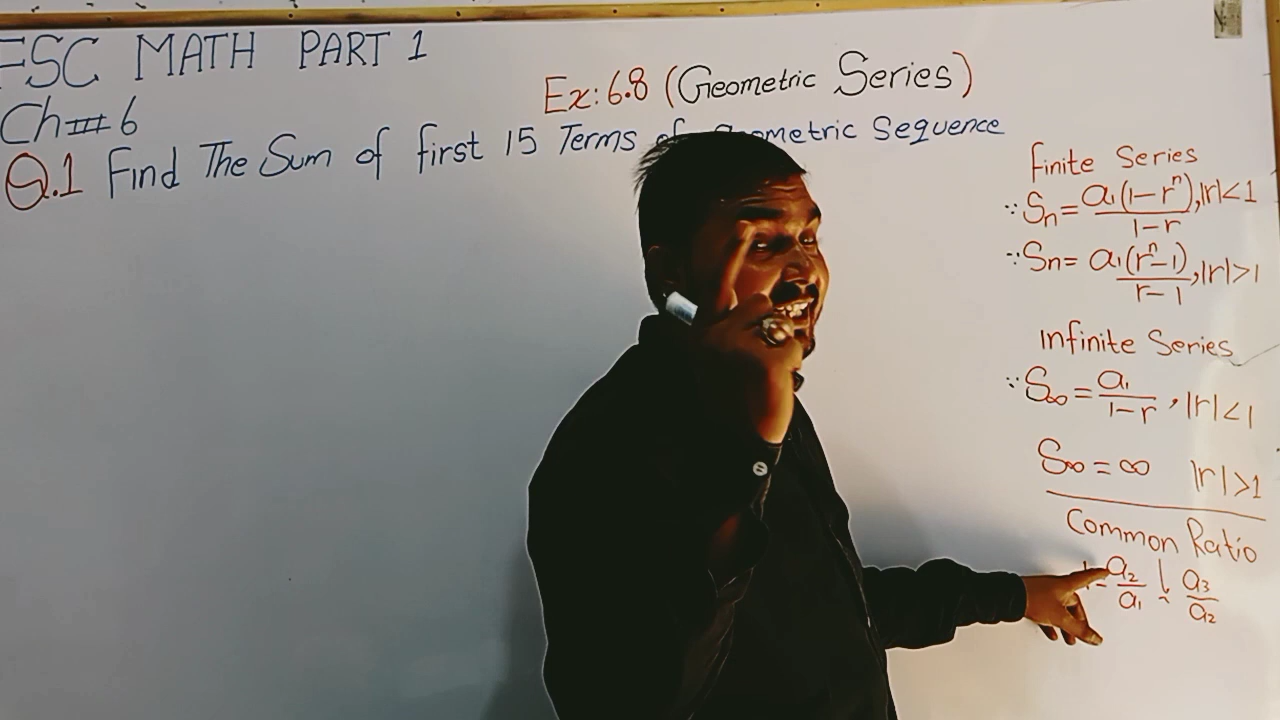 FSC MATH PART 1
Ch# 6
Ex: 6.8 (Geometric Series)
Q.1 Find The Sum of first 15 Terms of Geometric Sequence
Finite Series
∵ Sₙ = a₁(1-rⁿ)/1-r, |r|<1
∵ Sₙ = a₁(rⁿ-1)/r-1, |r|>1
Infinite Series
∵ S∞ = a₁/1-r, |r|<1
S∞ = ∞ |r|>1
Common Ratio
a₂/a₁ a₃/a₂